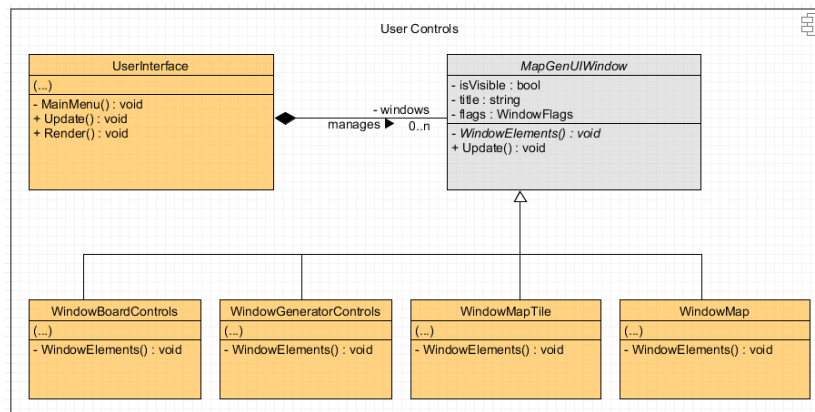 User Controls
UserInterface
(...)
- MainMenu() : void
+ Update() : void
+ Render() : void
- windows
manages
0..n
MapGenUIWindow
- isVisible : bool
- title : string
- flags : WindowFlags
- WindowElements() : void
+ Update() : void
WindowBoardControls
(...)
- WindowElements() : void
WindowGeneratorControls
(...)
- WindowElements() : void
WindowMapTile
(...)
- WindowElements() : void
WindowMap
(...)
- WindowElements() : void